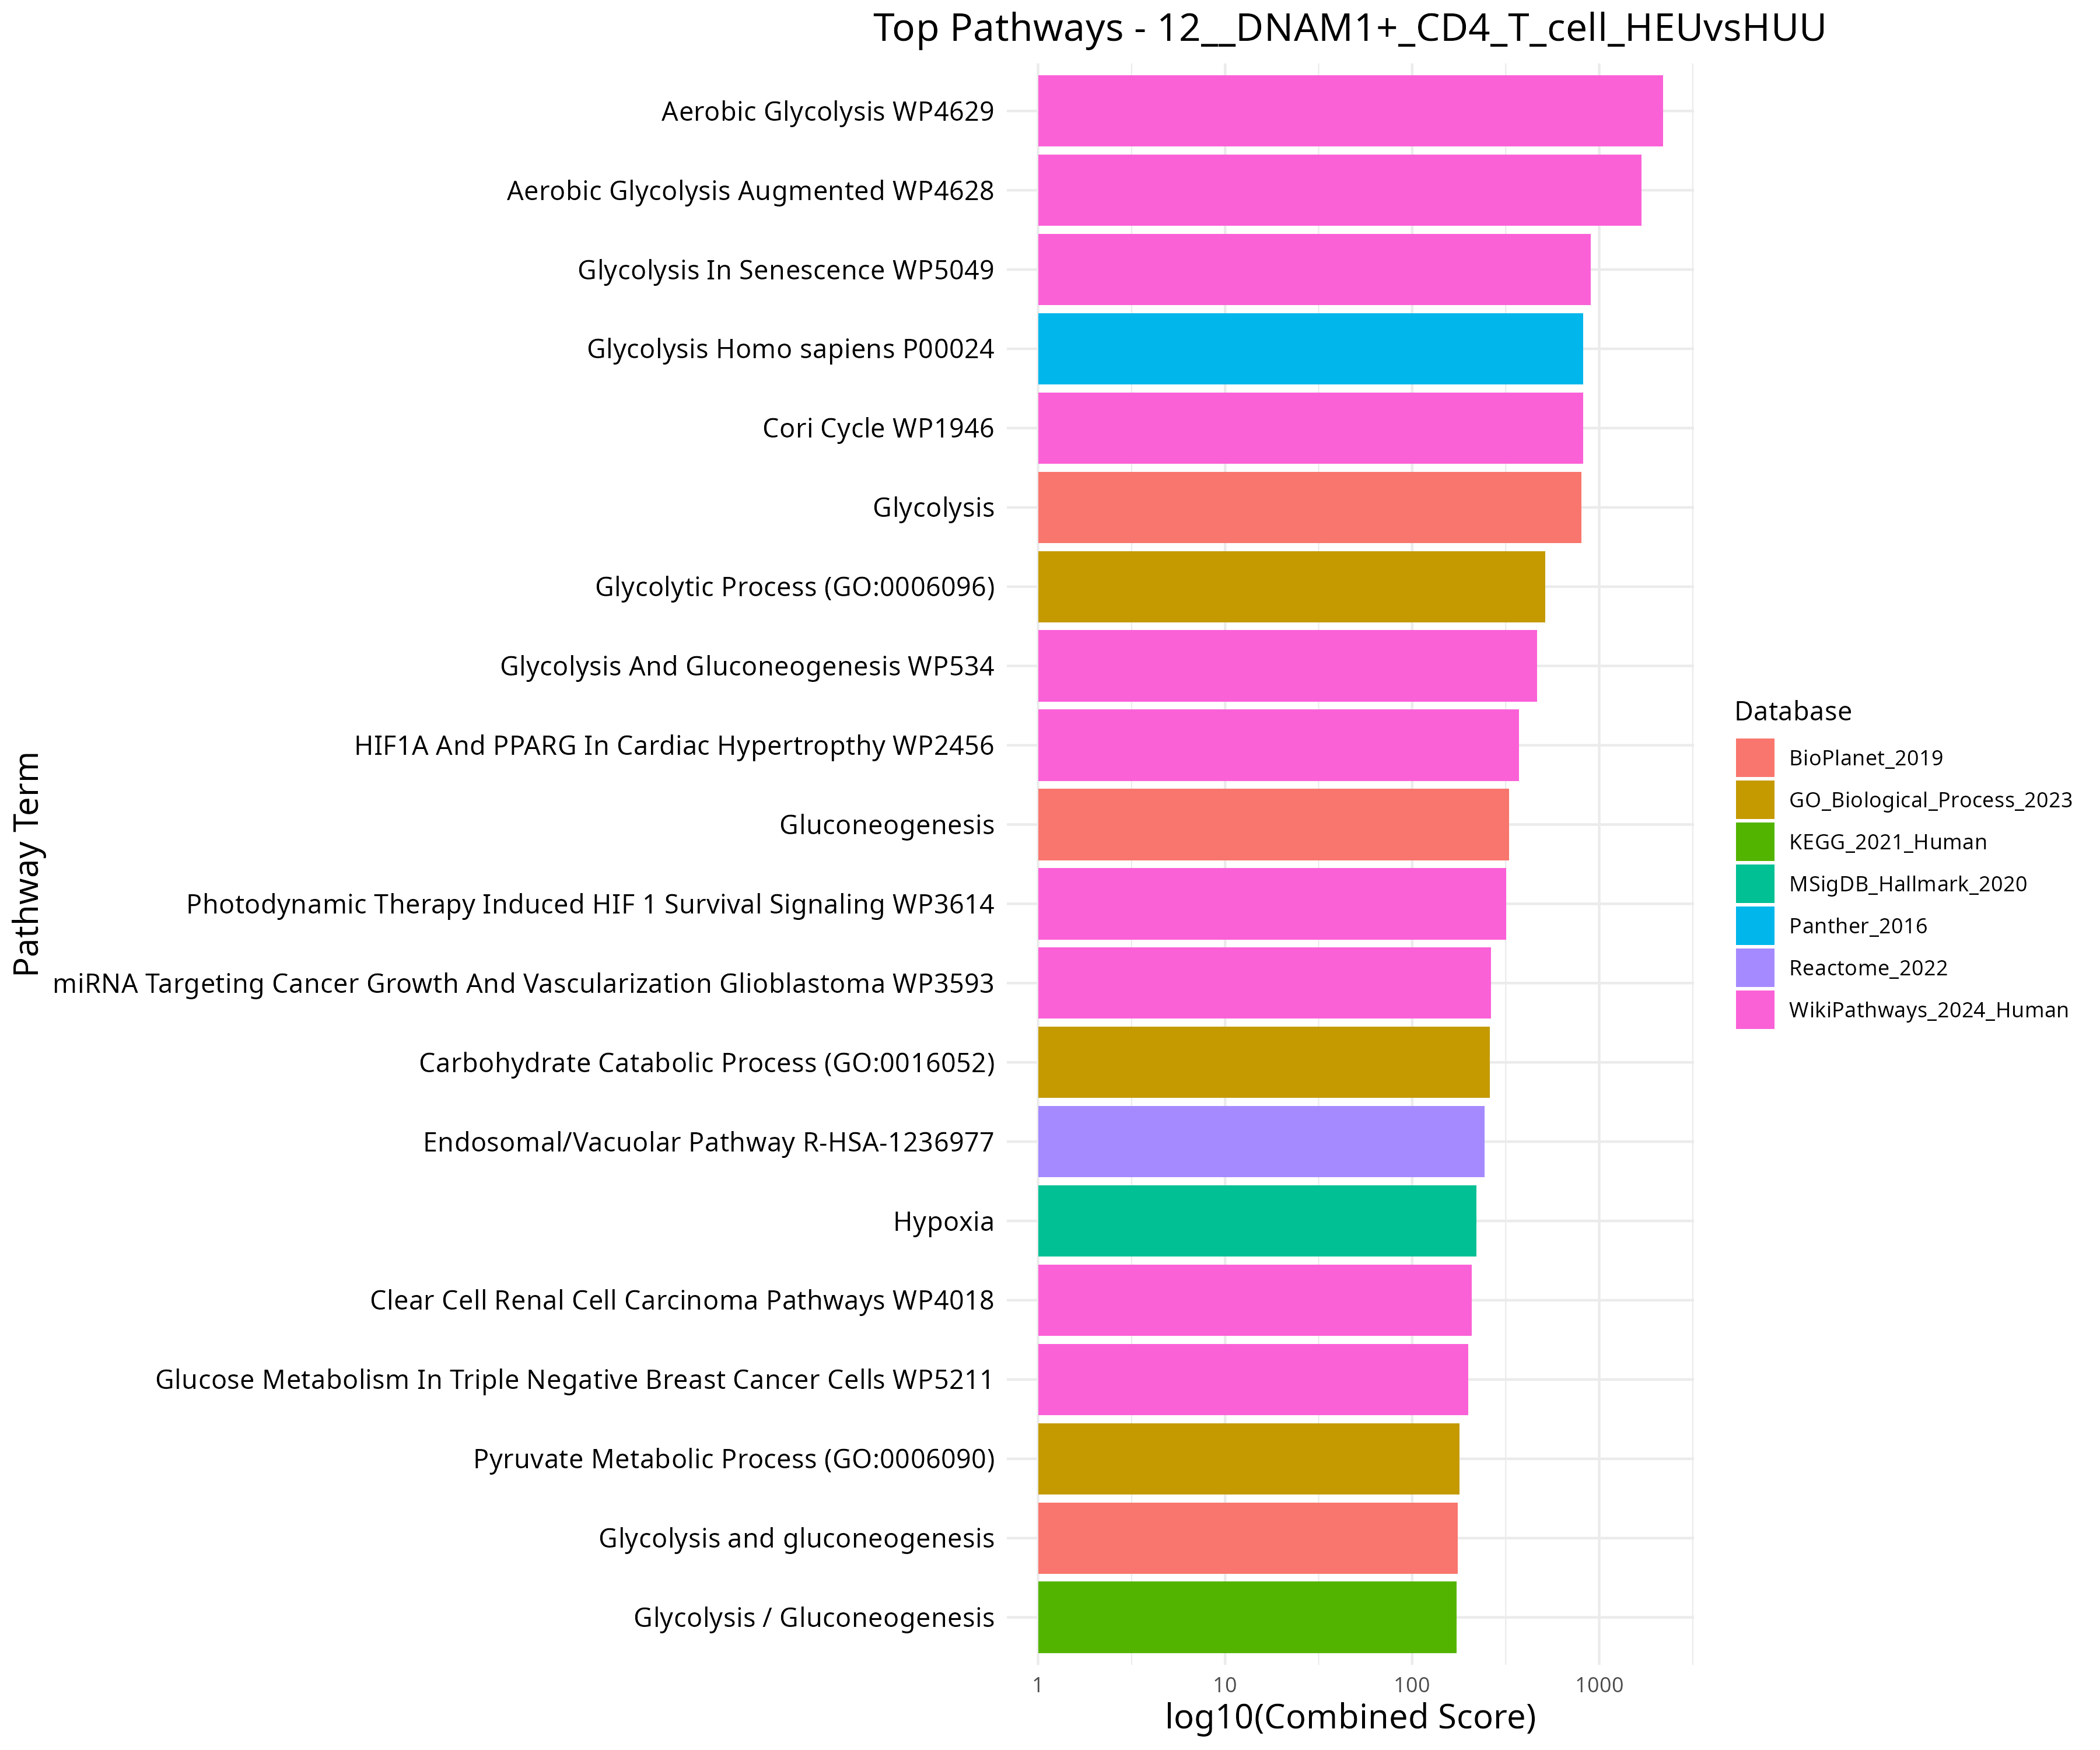 Top Pathways - 12__DNAM1+_CD4_T_cell_HEUvsHUU
Pathway Term
Aerobic Glycolysis WP4629
Aerobic Glycolysis Augmented WP4628
Glycolysis In Senescence WP5049
Glycolysis Homo sapiens P00024
Cori Cycle WP1946
Glycolysis
Glycolytic Process (GO:0006096)
Glycolysis And Gluconeogenesis WP534
HIF1A And PPARG In Cardiac Hypertropthy WP2456
Gluconeogenesis
Photodynamic Therapy Induced HIF 1 Survival Signaling WP3614
miRNA Targeting Cancer Growth And Vascularization Glioblastoma WP3593
Carbohydrate Catabolic Process (GO:0016052)
Endosomal/Vacuolar Pathway R-HSA-1236977
Hypoxia
Clear Cell Renal Cell Carcinoma Pathways WP4018
Glucose Metabolism In Triple Negative Breast Cancer Cells WP5211
Pyruvate Metabolic Process (GO:0006090)
Glycolysis and gluconeogenesis
Glycolysis / Gluconeogenesis
1 10 100 1000
log10(Combined Score)
Database
BioPlanet_2019
GO_Biological_Process_2023
KEGG_2021_Human
MSigDB_Hallmark_2020
Panther_2016
Reactome_2022
WikiPathways_2024_Human